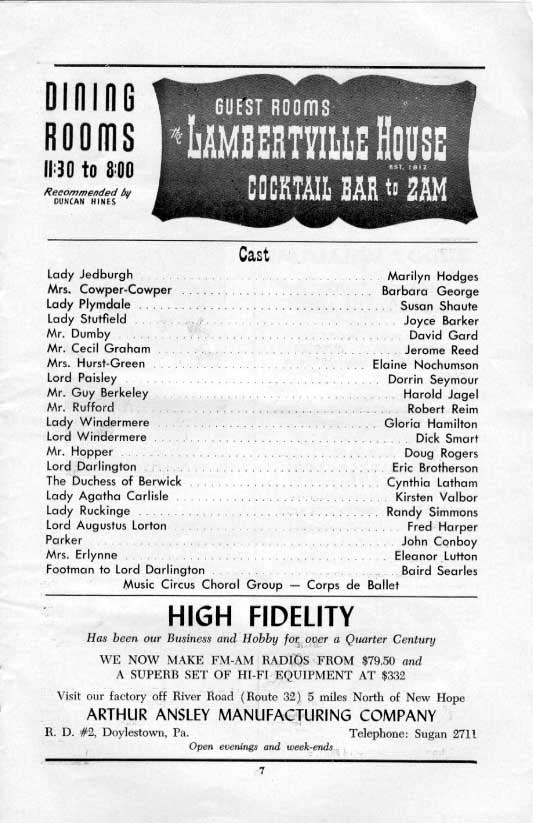 DINING
ROOMS
11:30 to 8:00
Recommended by
DUNCAN HINES
GUEST ROOMS
the LAMBERTVILLE HOUSE
EST. 1812
COCKTAIL BAR to 2AM
Cast
Lady Jedburgh . . . . . . . . . . Marilyn Hodges
Mrs. Cowper-Cowper . . . . . . . . . . Barbara George
Lady Plymdale . . . . . . . . . . Susan Shaute
Lady Stutfield . . . . . . . . . . Joyce Barker
Mr. Dumby . . . . . . . . . . David Gard
Mr. Cecil Graham . . . . . . . . . . Jerome Reed
Mrs. Hurst-Green . . . . . . . . . . Elaine Nochumson
Lord Paisley . . . . . . . . . . Dorrin Seymour
Mr. Guy Berkeley . . . . . . . . . . Harold Jagel
Mr. Rufford . . . . . . . . . . Robert Reim
Lady Windermere . . . . . . . . . . Gloria Hamilton
Lord Windermere . . . . . . . . . . Dick Smart
Mr. Hopper . . . . . . . . . . Doug Rogers
Lord Darlington . . . . . . . . . . Eric Brotherson
The Duchess of Berwick . . . . . . . . . . Cynthia Latham
Lady Agatha Carlisle . . . . . . . . . . Kirsten Valbor
Lady Ruckinge . . . . . . . . . . Randy Simmons
Lord Augustus Lorton . . . . . . . . . . Fred Harper
Parker . . . . . . . . . . John Conboy
Mrs. Erlynne . . . . . . . . . . Eleanor Lutton
Footman to Lord Darlington . . . . . . . . . . Baird Searles
Music Circus Choral Group — Corps de Ballet
HIGH FIDELITY
Has been our Business and Hobby for over a Quarter Century
WE NOW MAKE FM-AM RADIOS FROM $79.50 and
A SUPERB SET OF HI-FI EQUIPMENT AT $332
Visit our factory off River Road (Route 32) 5 miles North of New Hope
ARTHUR ANSLEY MANUFACTURING COMPANY
R. D. #2, Doylestown, Pa. Telephone: Sugan 2711
Open evenings and week-ends
7